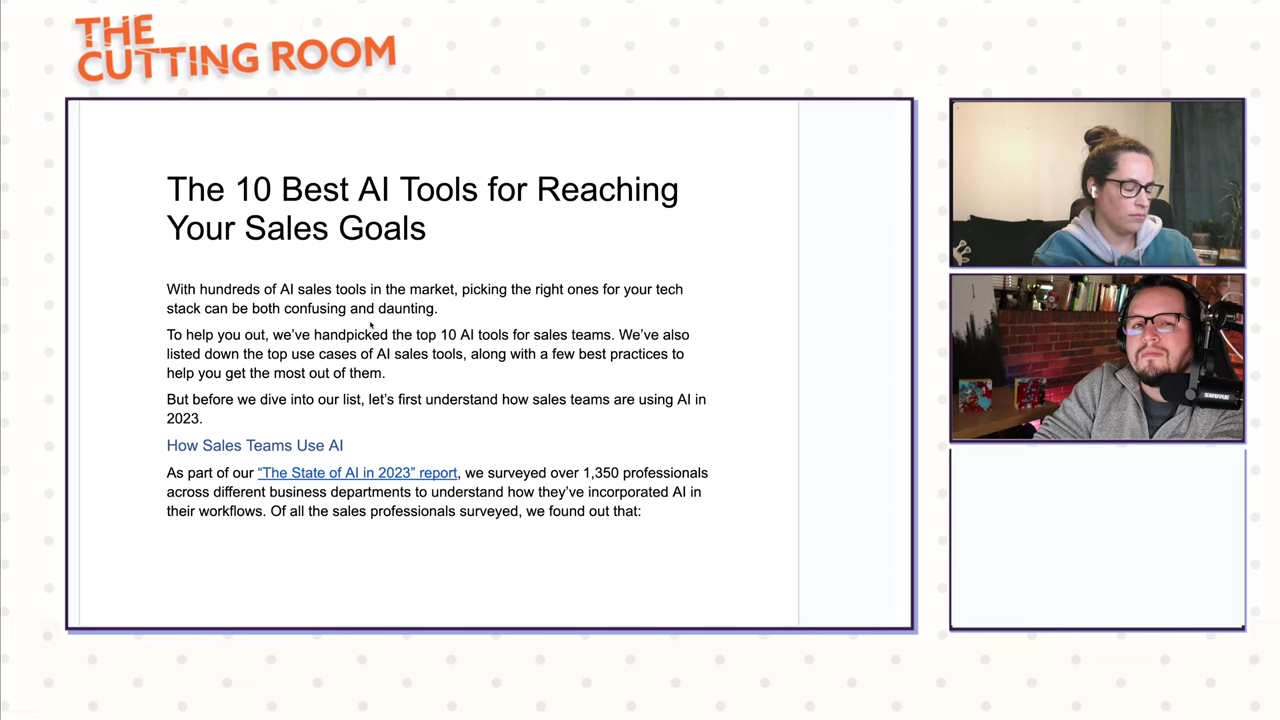 THE
CUTTING ROOM
The 10 Best AI Tools for Reaching
Your Sales Goals
With hundreds of AI sales tools in the market, picking the right ones for your tech
stack can be both confusing and daunting.
To help you out, we’ve handpicked the top 10 AI tools for sales teams. We’ve also
listed down the top use cases of AI sales tools, along with a few best practices to
help you get the most out of them.
But before we dive into our list, let’s first understand how sales teams are using AI in
2023.
How Sales Teams Use AI
As part of our “The State of AI in 2023” report, we surveyed over 1,350 professionals
across different business departments to understand how they’ve incorporated AI in
their workflows. Of all the sales professionals surveyed, we found out that:
SHURE